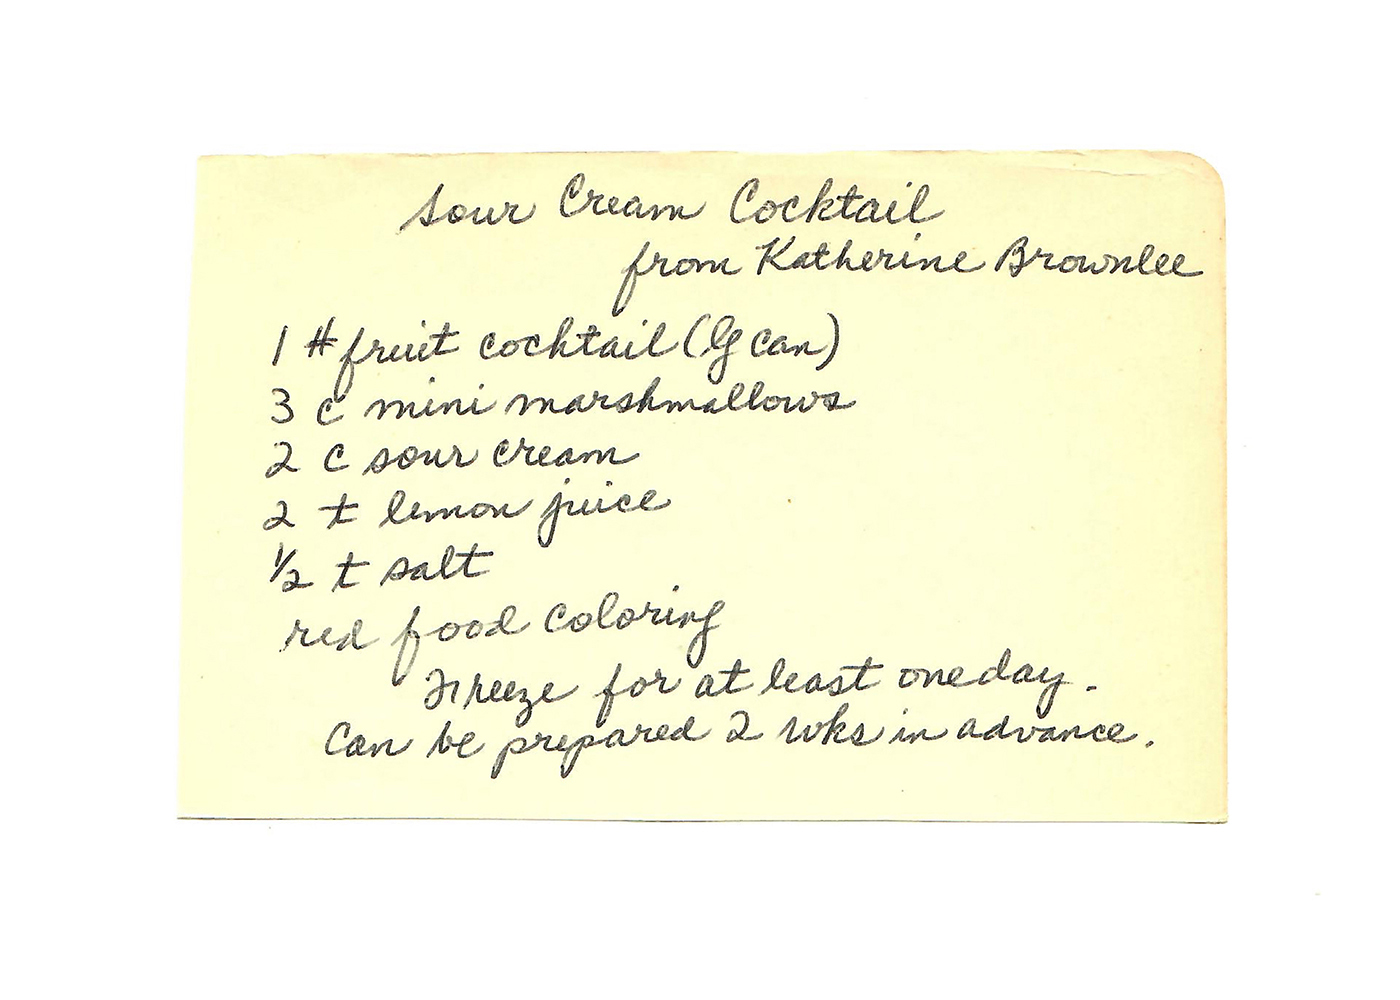 Sour Cream Cocktail
from Katherine Brownlee
1 # fruit cocktail (lg can)
3 c mini marshmallows
2 c sour cream
2 t lemon juice
1/2 t salt
red food coloring
Freeze for at least one day.
Can be prepared 2 wks in advance.